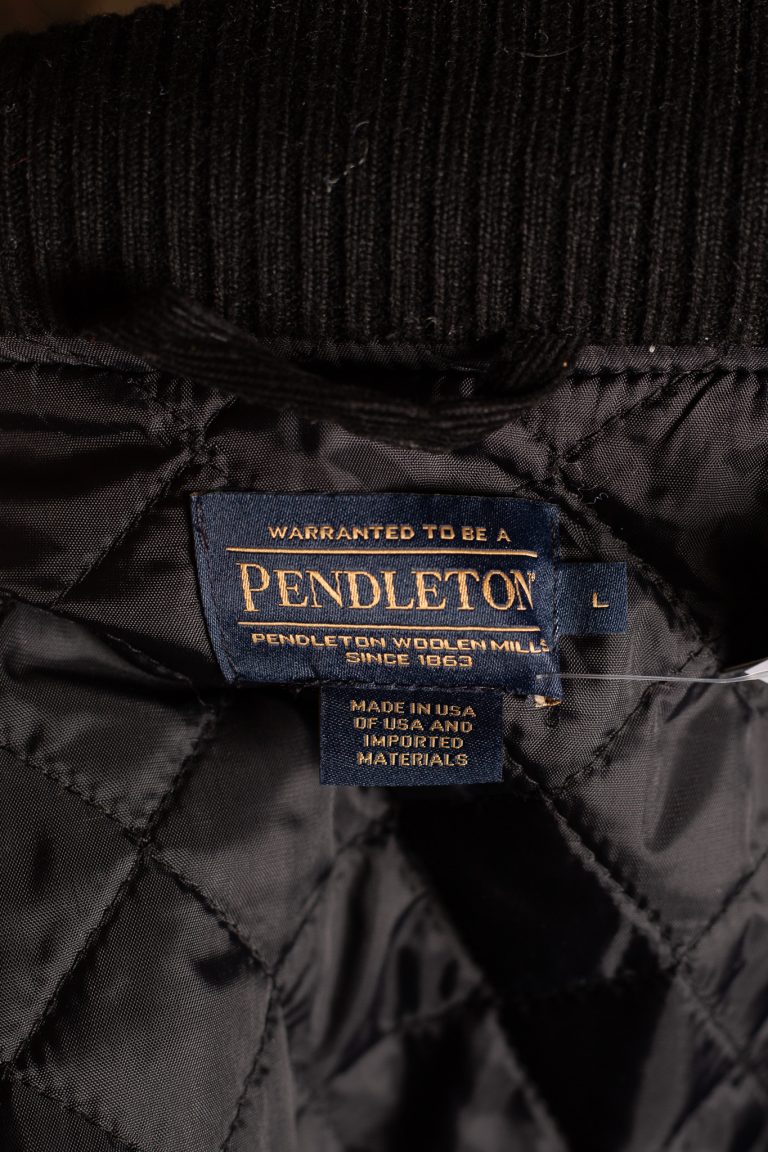 WARRANTED TO BE A
PENDLETON®
L
PENDLETON WOOLEN MILLS
SINCE 1863
MADE IN USA
OF USA AND
IMPORTED
MATERIALS